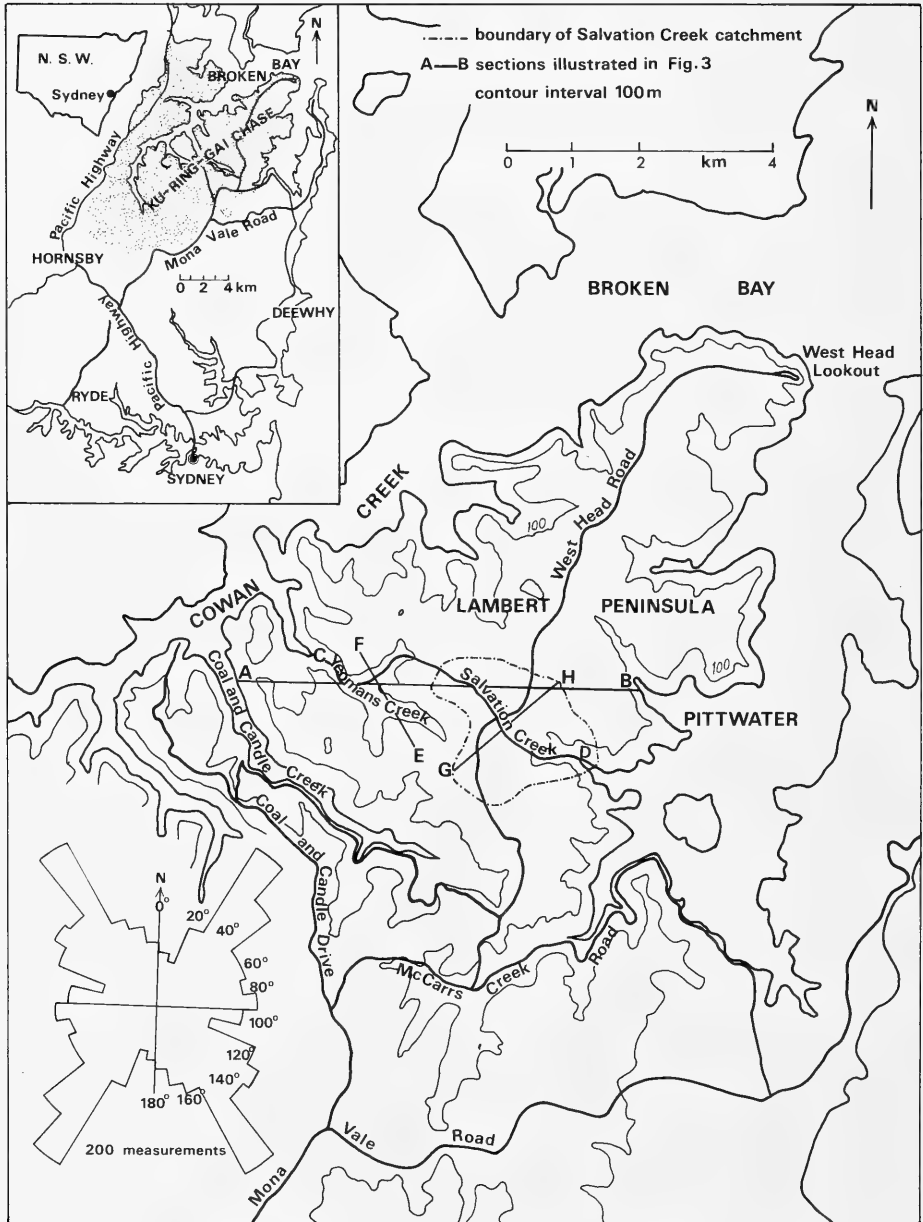 N
N. S. W.
Sydney
BROKEN BAY
Pacific Highway
KU-RING-GAI CHASE
Mona Vale Road
HORNSBY
0 2 4 km
DEEWHY
Pacific Highway
RYDE
SYDNEY
boundary of Salvation Creek catchment
A—B sections illustrated in Fig. 3
contour interval 100 m
N
0 1 2 4
km
BROKEN BAY
West Head
Lookout
West Head Road
CREEK
100
LAMBERT PENINSULA
COWAN
F
C
Yeomans Creek
A
Salvation Creek
H
B
100
PITTWATER
Coal and Candle Creek
E
G
D
Coal and Candle Drive
McCarrs Creek Road
N
0°
20°
40°
60°
80°
100°
120°
140°
160°
180°
200 measurements
Mona Vale Road